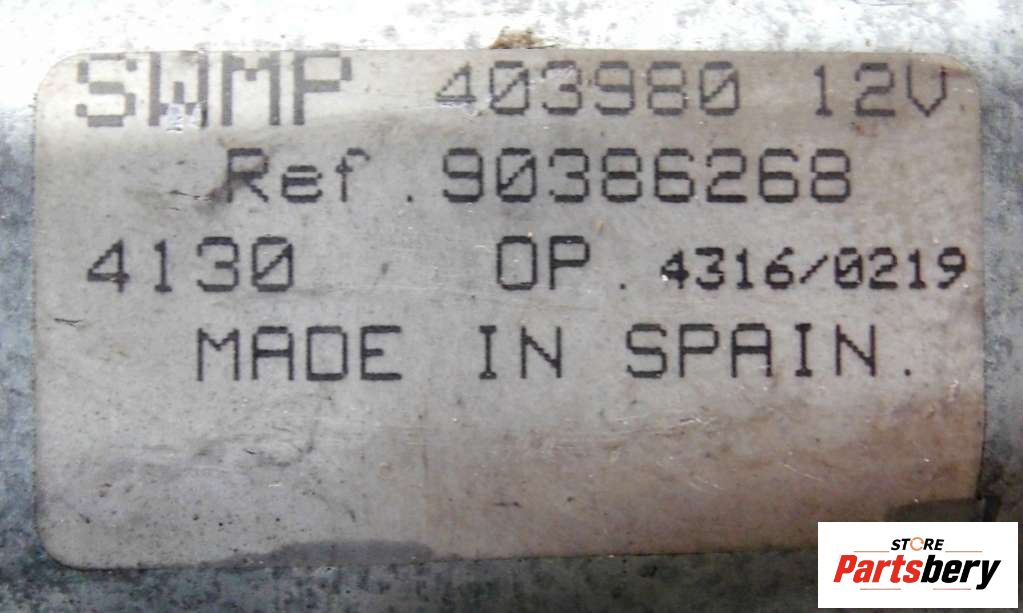 SWMP 403980 12V
Ref.90386268
4130 OP. 4316/0219
MADE IN SPAIN.
STORE
Partsbery